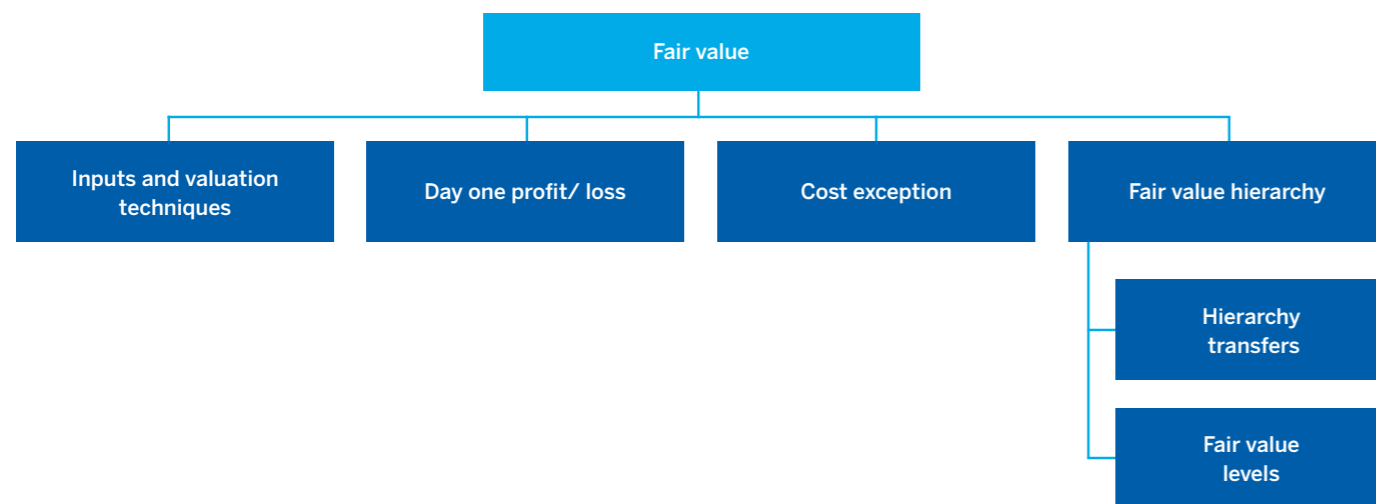 Fair value
Inputs and valuation
techniques
Day one profit/ loss
Cost exception
Fair value hierarchy
Hierarchy
transfers
Fair value
levels